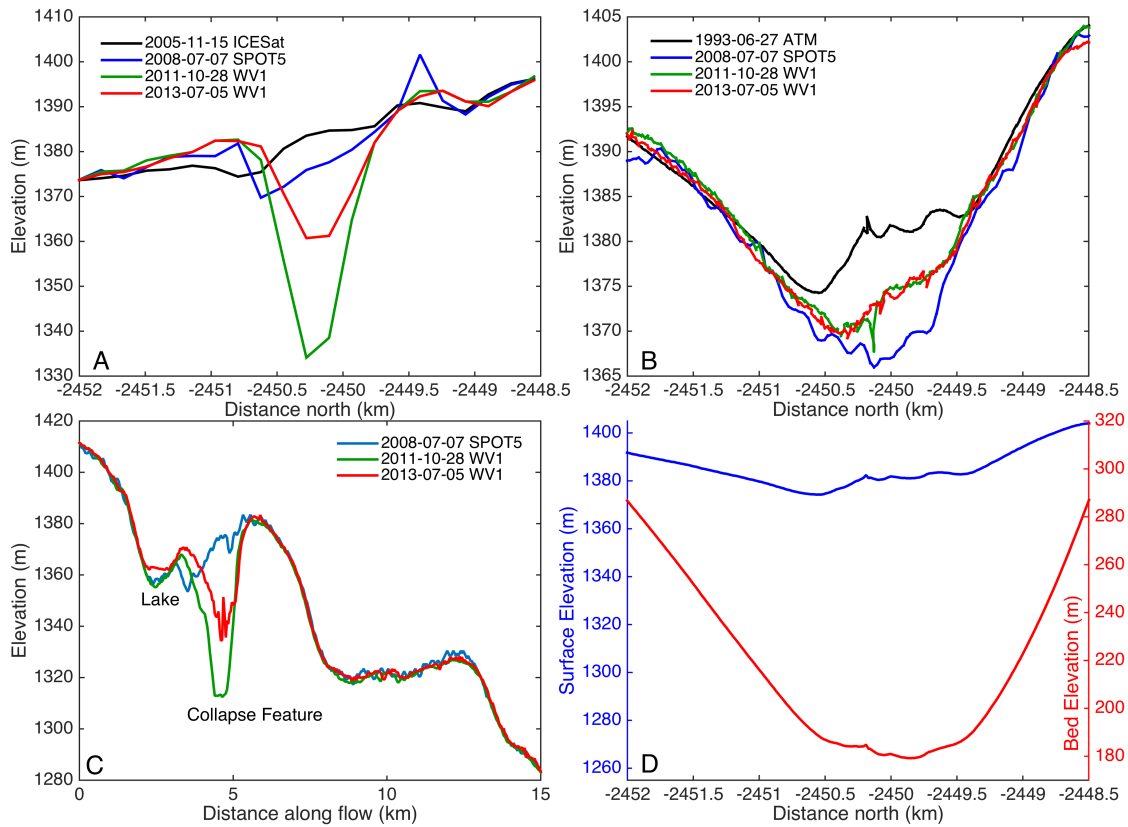 1410
1400
1390
1380
1370
1360
1350
1340
1330
Elevation (m)
2005-11-15 ICESat
2008-07-07 SPOT5
2011-10-28 WV1
2013-07-05 WV1
A
-2452 -2451.5 -2451 -2450.5 -2450 -2449.5 -2449 -2448.5
Distance north (km)
1405
1400
1395
1390
1385
1380
1375
1370
1365
Elevation (m)
1993-06-27 ATM
2008-07-07 SPOT5
2011-10-28 WV1
2013-07-05 WV1
B
-2452 -2451.5 -2451 -2450.5 -2450 -2449.5 -2449 -2448.5
Distance north (km)
1420
1400
1380
1360
1340
1320
1300
1280
Elevation (m)
2008-07-07 SPOT5
2011-10-28 WV1
2013-07-05 WV1
Lake
Collapse Feature
C
0 5 10 15
Distance along flow (km)
1400
1380
1360
1340
1320
1300
1280
1260
Surface Elevation (m)
320
300
280
260
240
220
200
180
Bed Elevation (m)
D
-2452 -2451.5 -2451 -2450.5 -2450 -2449.5 -2449 -2448.5
Distance north (km)